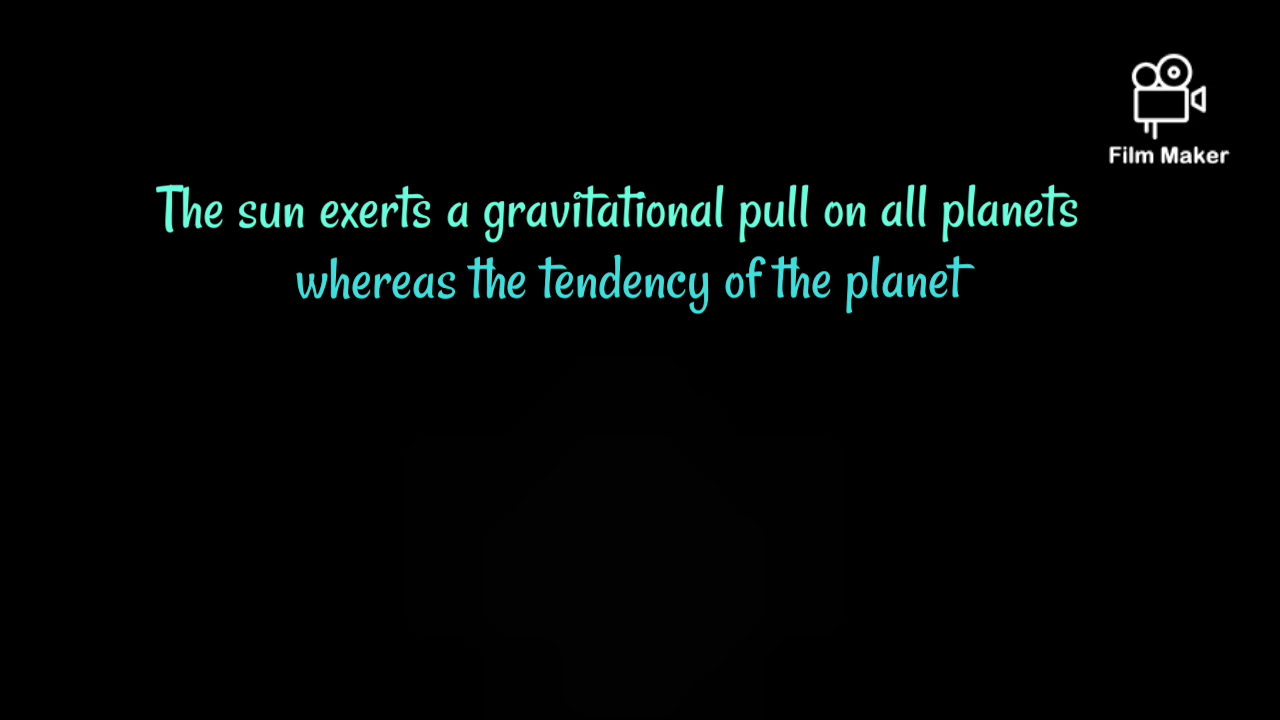 Film Maker
The sun exerts a gravitational pull on all planets
whereas the tendency of the planet